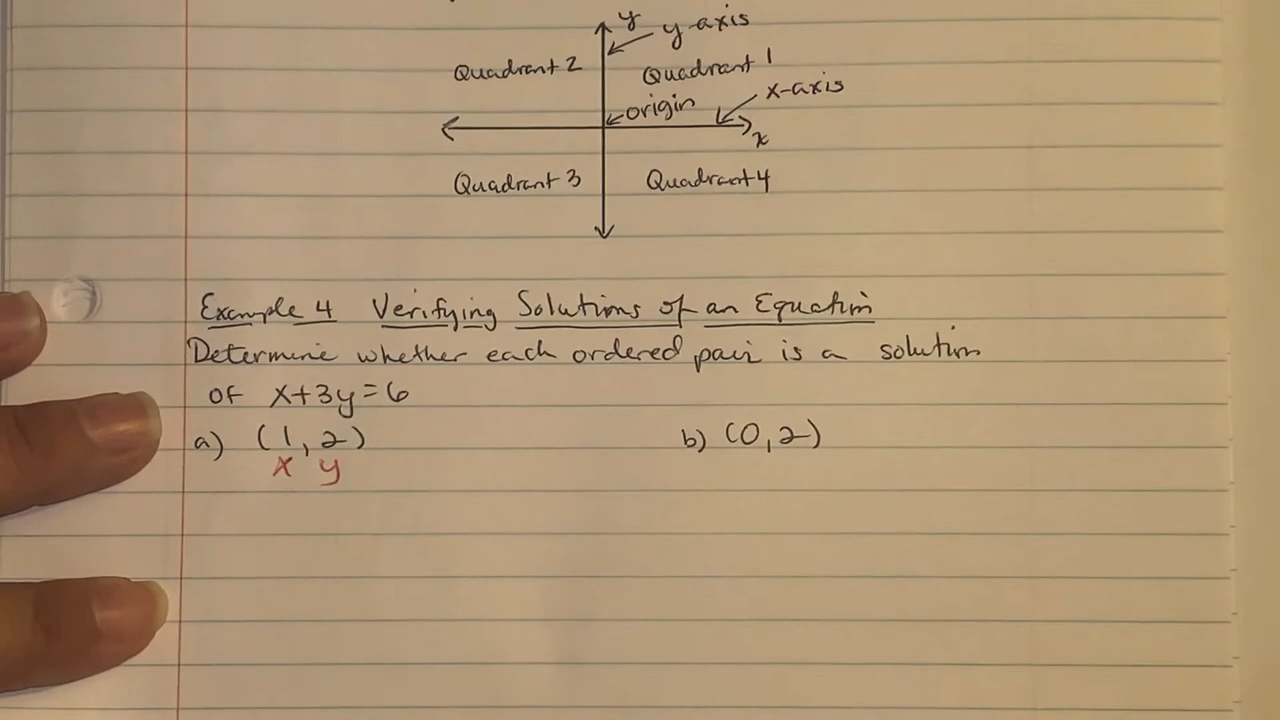 y
y-axis
Quadrant 2
Quadrant 1
x-axis
origin
x
Quadrant 3
Quadrant 4
Example 4 Verifying Solutions of an Equation
Determine whether each ordered pair is a solution
of x+3y=6
a) (1,2)
b) (0,2)
x y